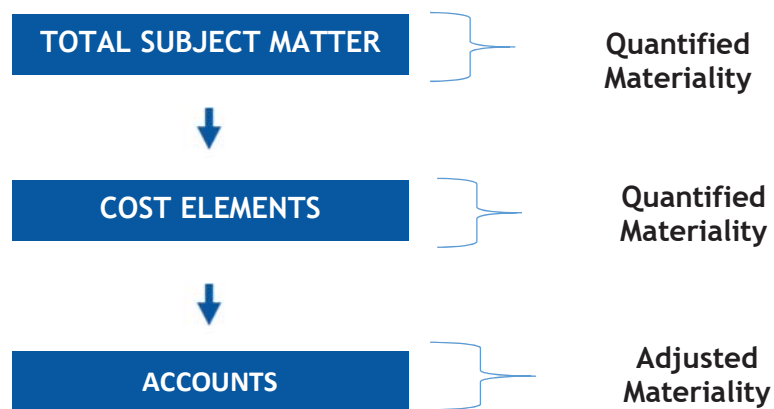 TOTAL SUBJECT MATTER
Quantified
Materiality
COST ELEMENTS
Quantified
Materiality
ACCOUNTS
Adjusted
Materiality